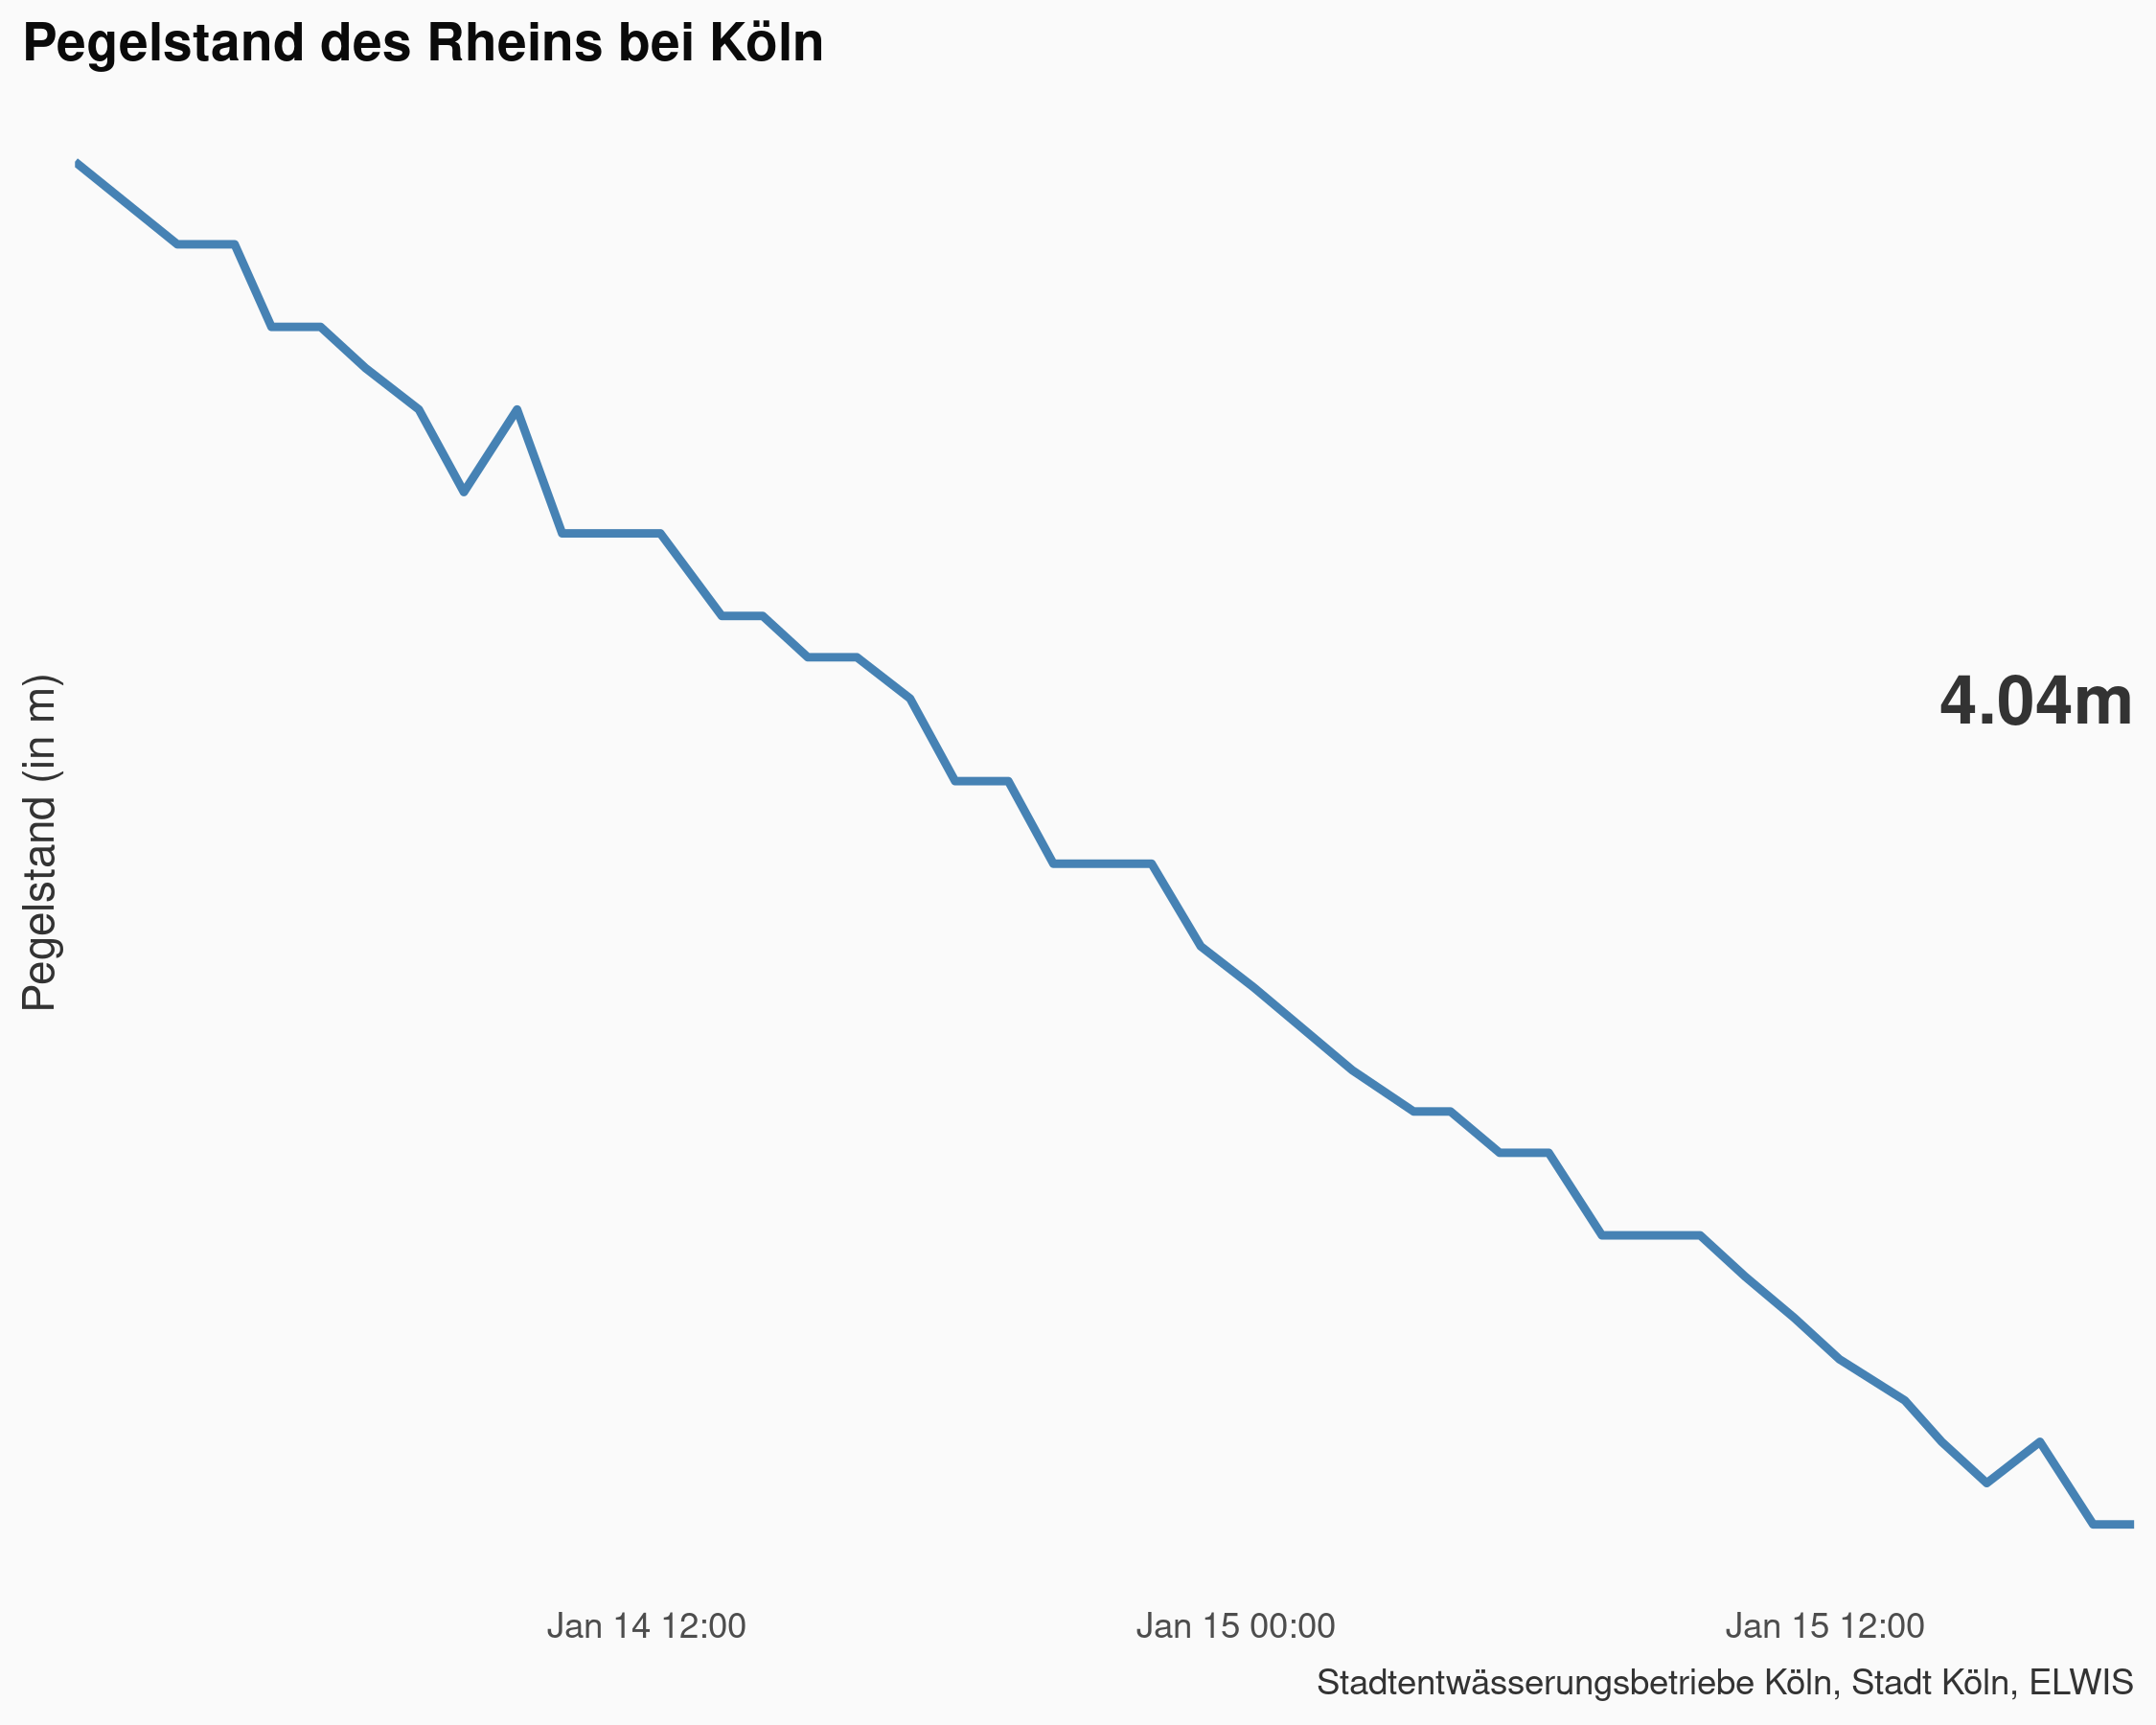 Pegelstand des Rheins bei Köln
Pegelstand (in m)
4.04m
Jan 14 12:00
Jan 15 00:00
Jan 15 12:00
Stadtentwässerungsbetriebe Köln, Stadt Köln, ELWIS